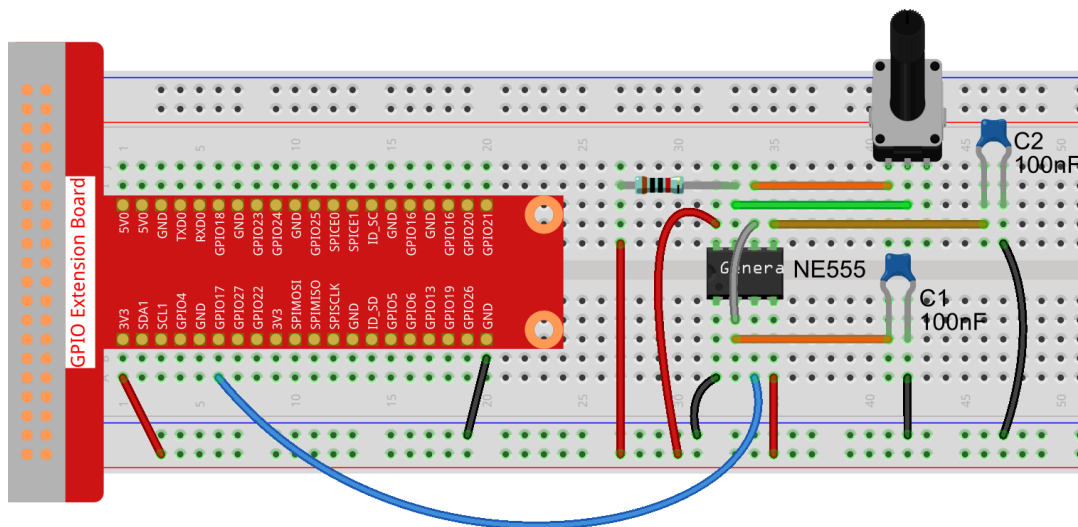 GPIO Extension Board
5V0
5V0
GND
TXD0
RXD0
GPIO18
GND
GPIO23
GPIO24
GND
GPIO25
SPICE0
SPICE1
ID_SC
GND
GPIO16
GND
GPIO16
GPIO20
GPIO21
3V3
SDA1
SCL1
GPIO4
GND
GPIO17
GPIO27
GPIO22
3V3
SPIMOSI
SPIMISO
SPISCLK
GND
ID_SD
GPIO5
GPIO6
GPIO13
GPIO19
GPIO26
GND
1 5 10 15 20 25 30 35 40 45 50
J
I
Genera
NE555
C2
100nF
C1
100nF
B
A
1 5 10 15 20 25 30 35 40 45 50